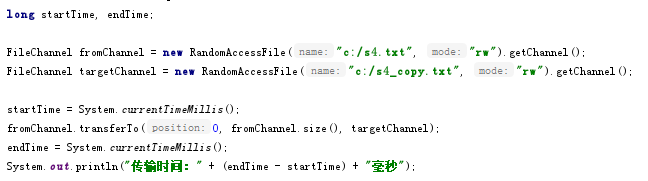 long startTime, endTime;
FileChannel fromChannel = new RandomAccessFile( name: "c:/s4.txt", mode: "rw").getChannel();
FileChannel targetChannel = new RandomAccessFile( name: "c:/s4_copy.txt", mode: "rw").getChannel();
startTime = System.currentTimeMillis();
fromChannel.transferTo( position: 0, fromChannel.size(), targetChannel);
endTime = System.currentTimeMillis();
System.out.println("传输时间：" + (endTime - startTime) + "毫秒");